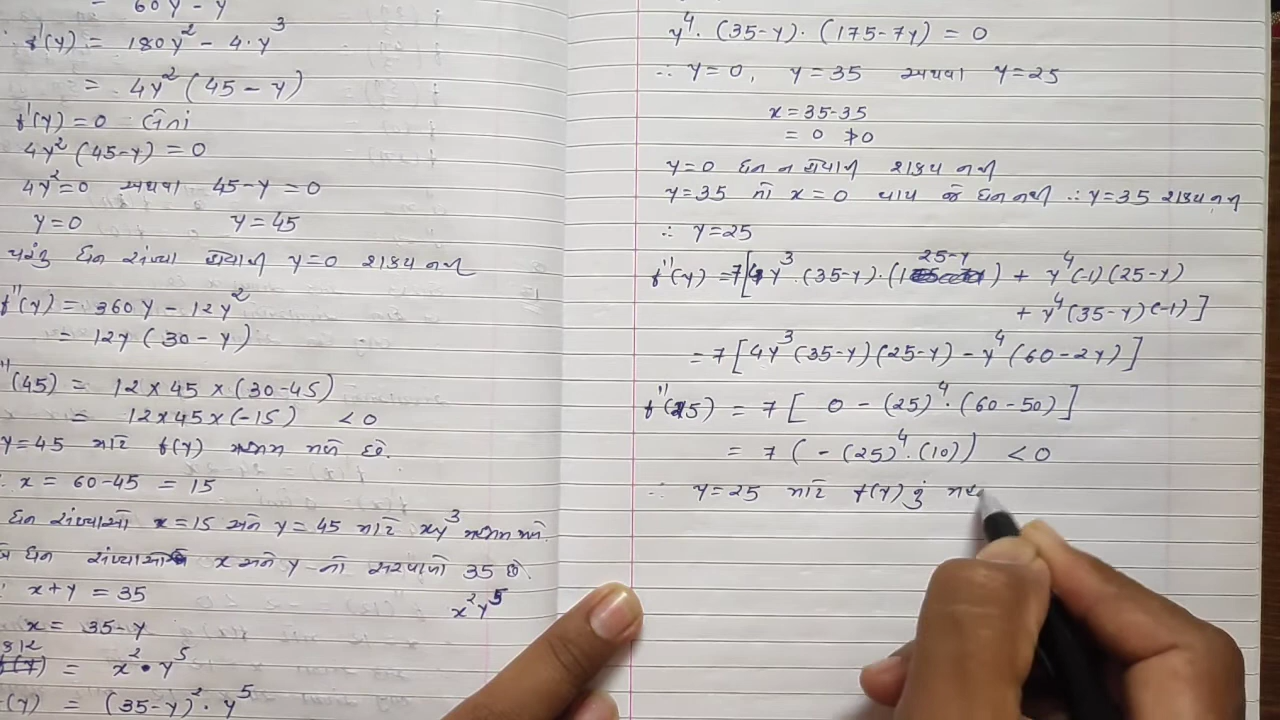 = 60y - y
f'(y) = 180y² - 4·y³
= 4y² (45 - y)
f'(y) = 0 લેતાં
4y² (45-y) = 0
4y² = 0 અથવા 45-y = 0
y = 0 y = 45
પરંતુ ધન સંખ્યા હોવાથી y = 0 શક્ય નથી
f''(y) = 360y - 12y²
= 12y (30 - y)
''(45) = 12 × 45 × (30-45)
= 12×45×(-15) < 0
y = 45 માટે f(y) મહત્તમ મળે છે.
∴ x = 60-45 = 15
ધન સંખ્યાઓ x = 15 અને y = 45 માટે xy³ મહત્તમ મળે.
ધન સંખ્યાઓ x અને y નો સરવાળો 35 છે.
∴ x+y = 35 x²y⁵
x = 35-y
ધારો કે
= x² · y⁵
(y) = (35-y)² · y⁵
y⁴ · (35-y) · (175-7y) = 0
∴ y = 0, y = 35 અથવા y = 25
x = 35-35
= 0 ≯0
y = 0 ધન ન હોવાથી શક્ય નથી
y = 35 તો x = 0 થાય જે ધન નથી ∴ y = 35 શક્ય નથી
∴ y = 25
25-y
f''(y) = 7[4y³ · (35-y) · ( ) + y⁴(-1)(25-y)
+ y⁴(35-y)(-1)]
= 7[4y³(35-y)(25-y) - y⁴(60-2y)]
f''(25) = 7[ 0 - (25)⁴ · (60-50)]
= 7 ( - (25)⁴ · (10)) < 0
∴ y = 25 માટે f(y) નું